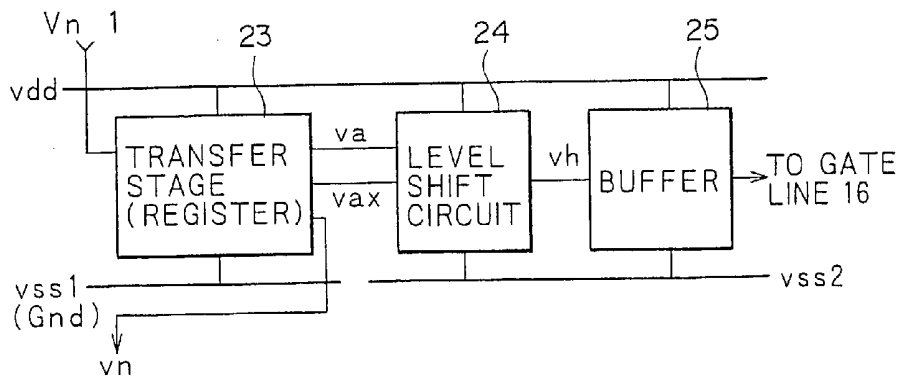 Vn 1
23
24
25
vdd
TRANSFER
STAGE
(REGISTER)
va
vax
LEVEL
SHIFT
CIRCUIT
vh
BUFFER
TO GATE
LINE 16
vss1
(Gnd)
vss2
vn